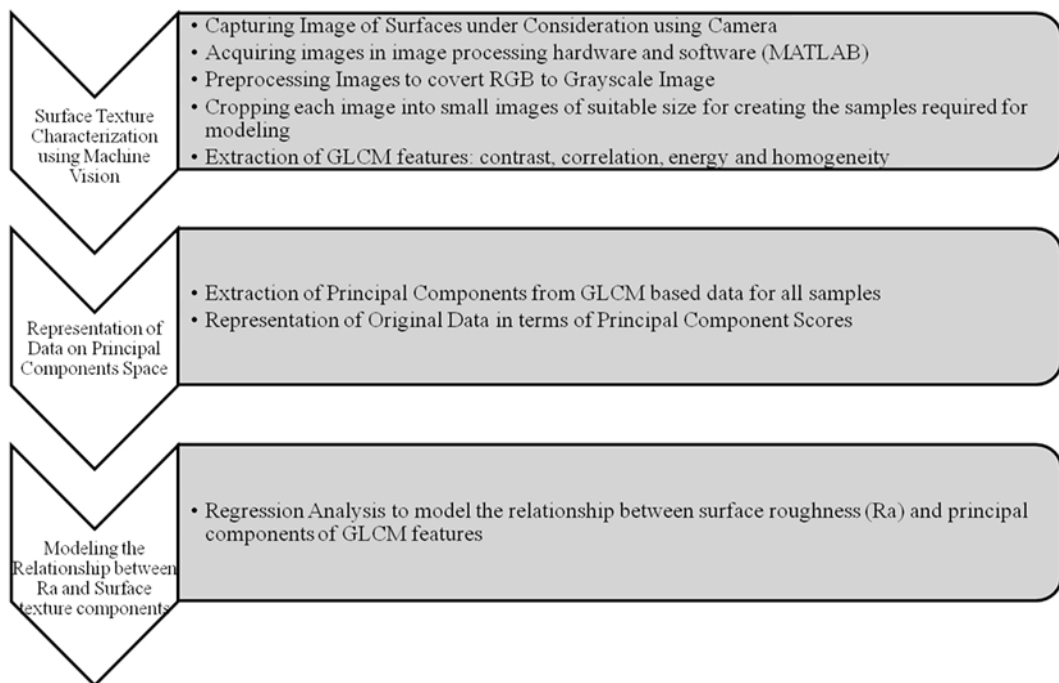 Surface Texture
Characterization
using Machine
Vision
• Capturing Image of Surfaces under Consideration using Camera
• Acquiring images in image processing hardware and software (MATLAB)
• Preprocessing Images to covert RGB to Grayscale Image
• Cropping each image into small images of suitable size for creating the samples required for
modeling
• Extraction of GLCM features: contrast, correlation, energy and homogeneity
Representation of
Data on Principal
Components Space
• Extraction of Principal Components from GLCM based data for all samples
• Representation of Original Data in terms of Principal Component Scores
Modeling the
Relationship between
Ra and Surface
texture components
• Regression Analysis to model the relationship between surface roughness (Ra) and principal
components of GLCM features